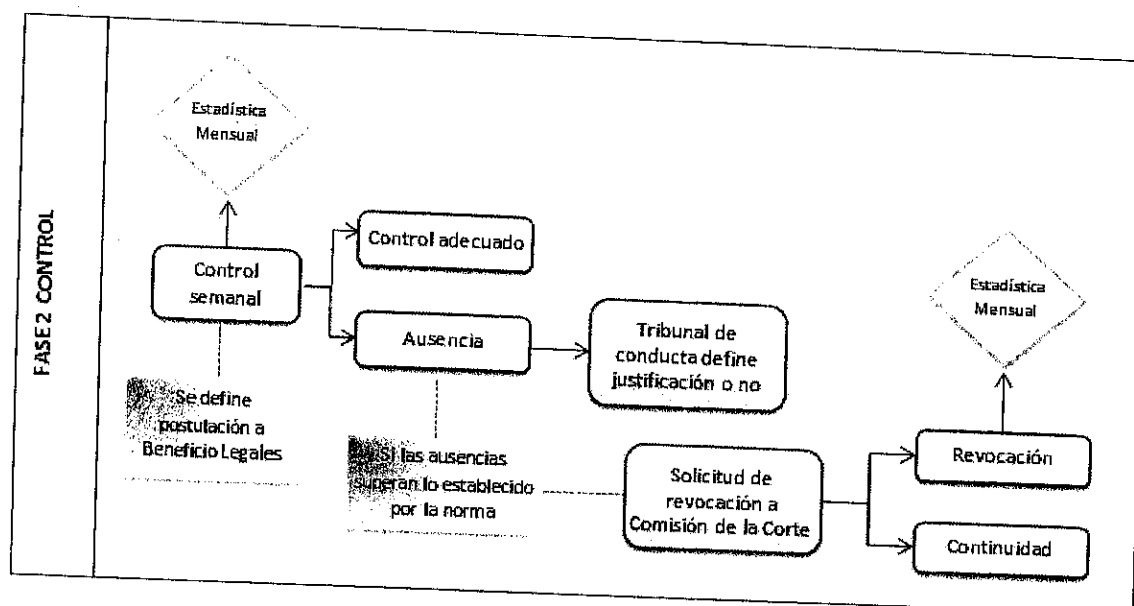 FASE 2 CONTROL
Estadística
Mensual
Control
semanal
Se define
postulación a
Beneficio Legales
Control adecuado
Ausencia
Si las ausencias
superan lo establecido
por la norma
Tribunal de
conducta define
justificación o no
Solicitud de
revocación a
Comisión de la Corte
Estadística
Mensual
Revocación
Continuidad